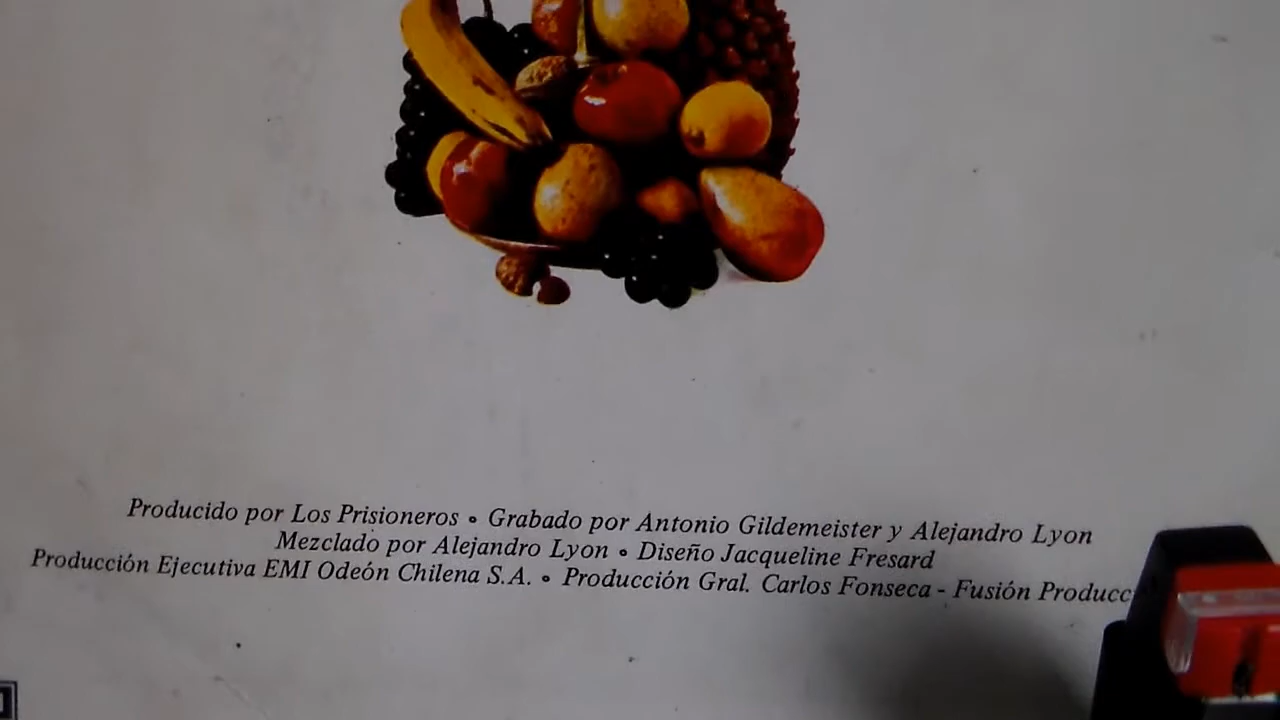 Producido por Los Prisioneros • Grabado por Antonio Gildemeister y Alejandro Lyon
Mezclado por Alejandro Lyon • Diseño Jacqueline Fresard
Producción Ejecutiva EMI Odeón Chilena S.A. • Producción Gral. Carlos Fonseca - Fusión